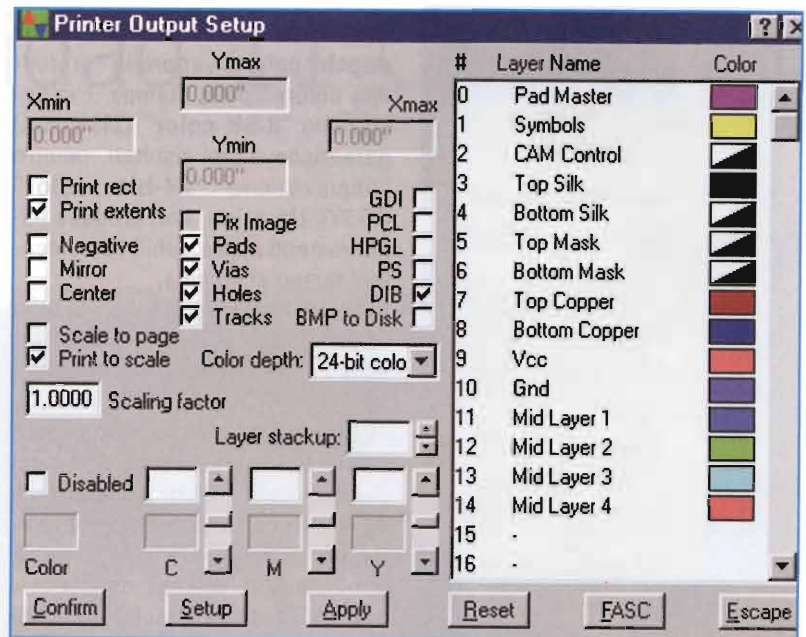 Printer Output Setup
? X
Ymax
0.000"
Xmin
0.000"
Xmax
0.000"
Ymin
0.000"
Print rect
Print extents
Negative
Mirror
Center
Scale to page
Print to scale
Pix Image
Pads
Vias
Holes
Tracks
GDI
PCL
HPGL
PS
DIB
BMP to Disk
Color depth: 24-bit colo
1.0000 Scaling factor
Layer stackup:
Disabled
Color C M Y
# Layer Name Color
0 Pad Master
1 Symbols
2 CAM Control
3 Top Silk
4 Bottom Silk
5 Top Mask
6 Bottom Mask
7 Top Copper
8 Bottom Copper
9 Vcc
10 Gnd
11 Mid Layer 1
12 Mid Layer 2
13 Mid Layer 3
14 Mid Layer 4
15 -
16 -
Confirm Setup Apply Reset FASC Escape